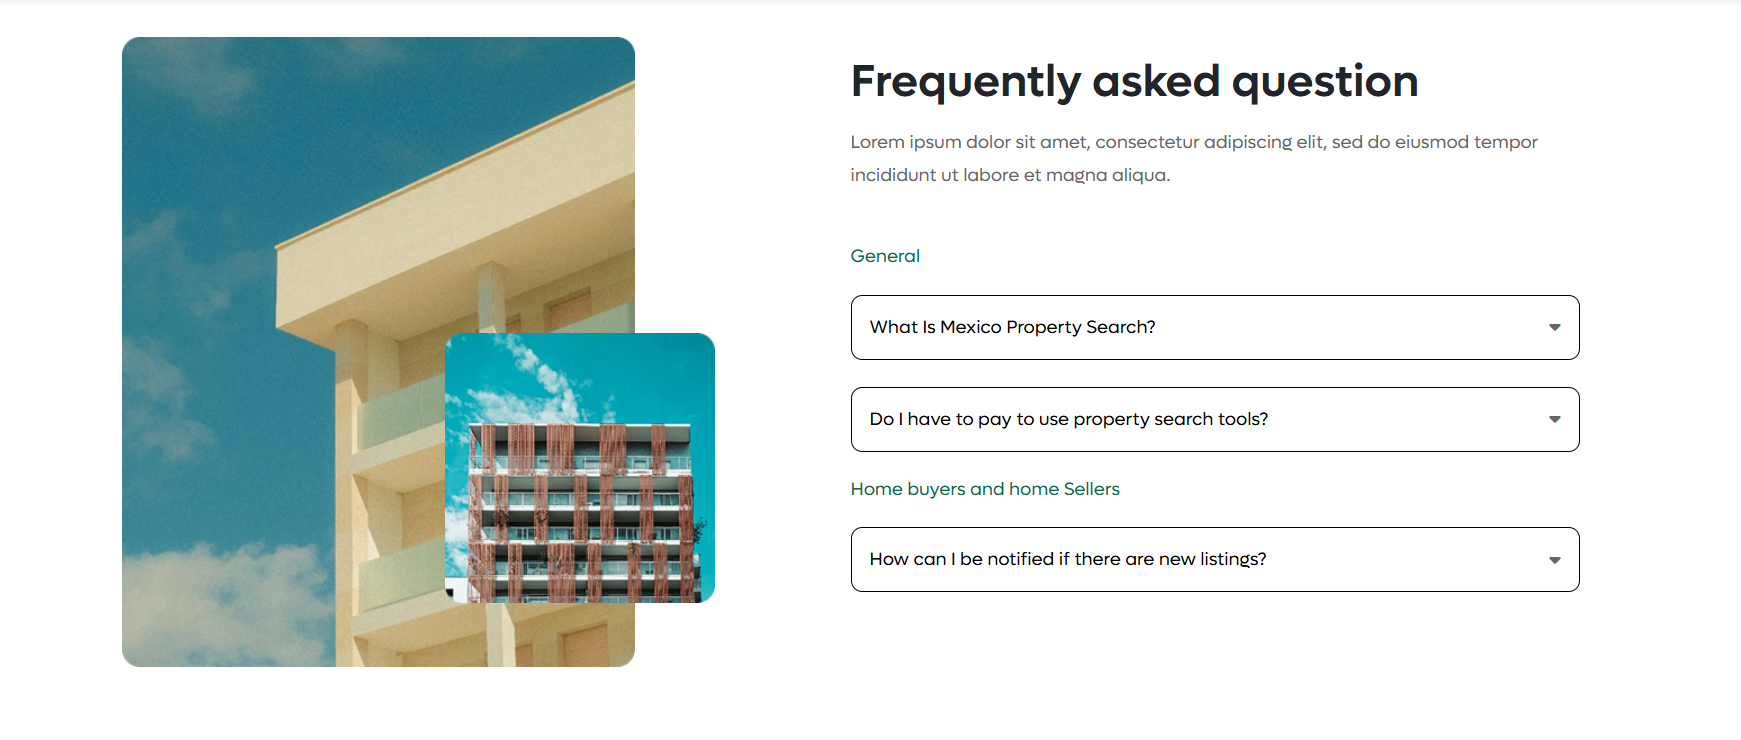 Frequently asked question
Lorem ipsum dolor sit amet, consectetur adipiscing elit, sed do eiusmod tempor
incididunt ut labore et magna aliqua.
General
What Is Mexico Property Search?
Do I have to pay to use property search tools?
Home buyers and home Sellers
How can I be notified if there are new listings?